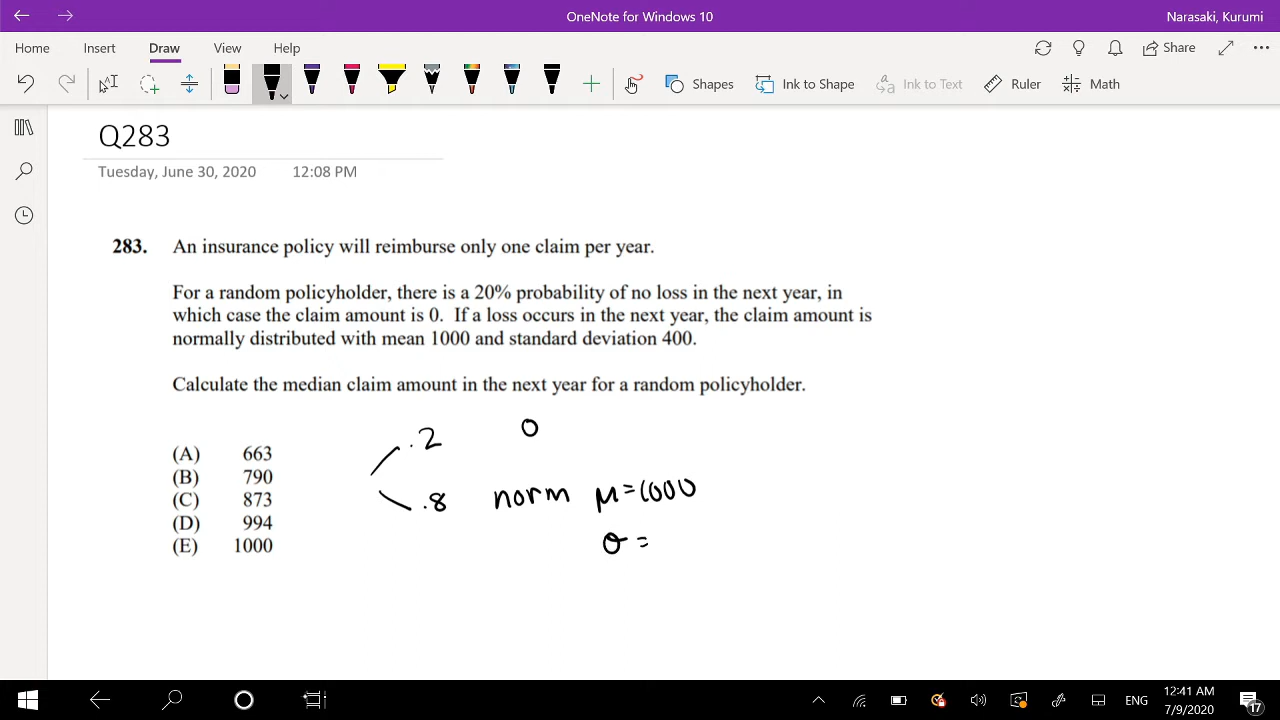 OneNote for Windows 10
Narasaki, Kurumi
Home Insert Draw View Help
Share
Shapes
Ink to Shape
Ink to Text
Ruler
Math
Q283
Tuesday, June 30, 2020 12:08 PM
283. An insurance policy will reimburse only one claim per year.
For a random policyholder, there is a 20% probability of no loss in the next year, in
which case the claim amount is 0. If a loss occurs in the next year, the claim amount is
normally distributed with mean 1000 and standard deviation 400.
Calculate the median claim amount in the next year for a random policyholder.
(A) 663
(B) 790
(C) 873
(D) 994
(E) 1000
.2 0
.8 norm μ=1000
σ =
ENG
12:41 AM
7/9/2020
17